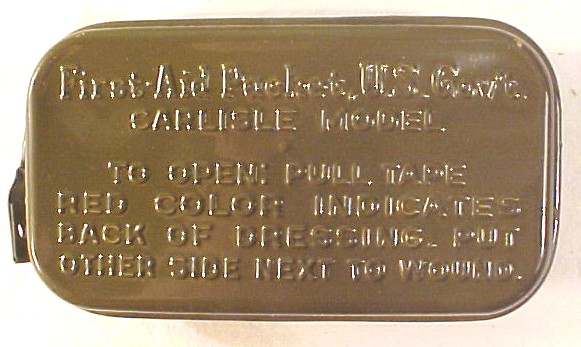 First-Aid Packet, U.S. Gov't.
CARLISLE MODEL
TO OPEN: PULL TAPE
RED COLOR INDICATES
BACK OF DRESSING. PUT
OTHER SIDE NEXT TO WOUND.